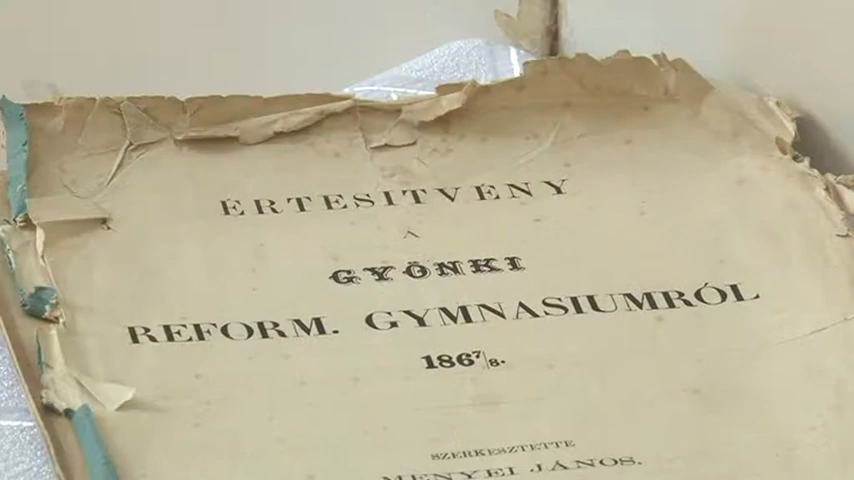 ÉRTESITVÉNY
A
GYÖNKI
REFORM. GYMNASIUMRÓL
1867/8.
SZERKESZTETTE
MENYEI JÁNOS.